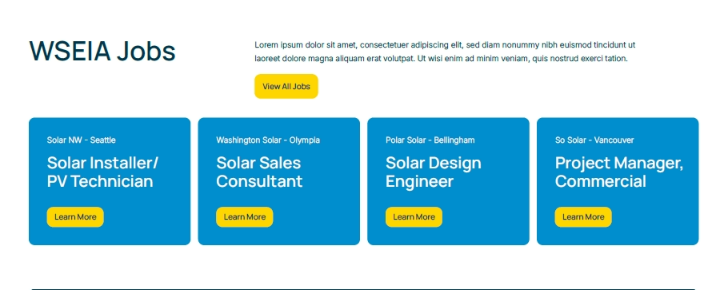 WSEIA Jobs
Lorem ipsum dolor sit amet, consectetuer adipiscing elit, sed diam nonummy nibh euismod tincidunt ut
laoreet dolore magna aliquam erat volutpat. Ut wisi enim ad minim veniam, quis nostrud exerci tation.
View All Jobs
Solar NW - Seattle
Solar Installer/
PV Technician
Learn More
Washington Solar - Olympia
Solar Sales
Consultant
Learn More
Polar Solar - Bellingham
Solar Design
Engineer
Learn More
So Solar - Vancouver
Project Manager,
Commercial
Learn More